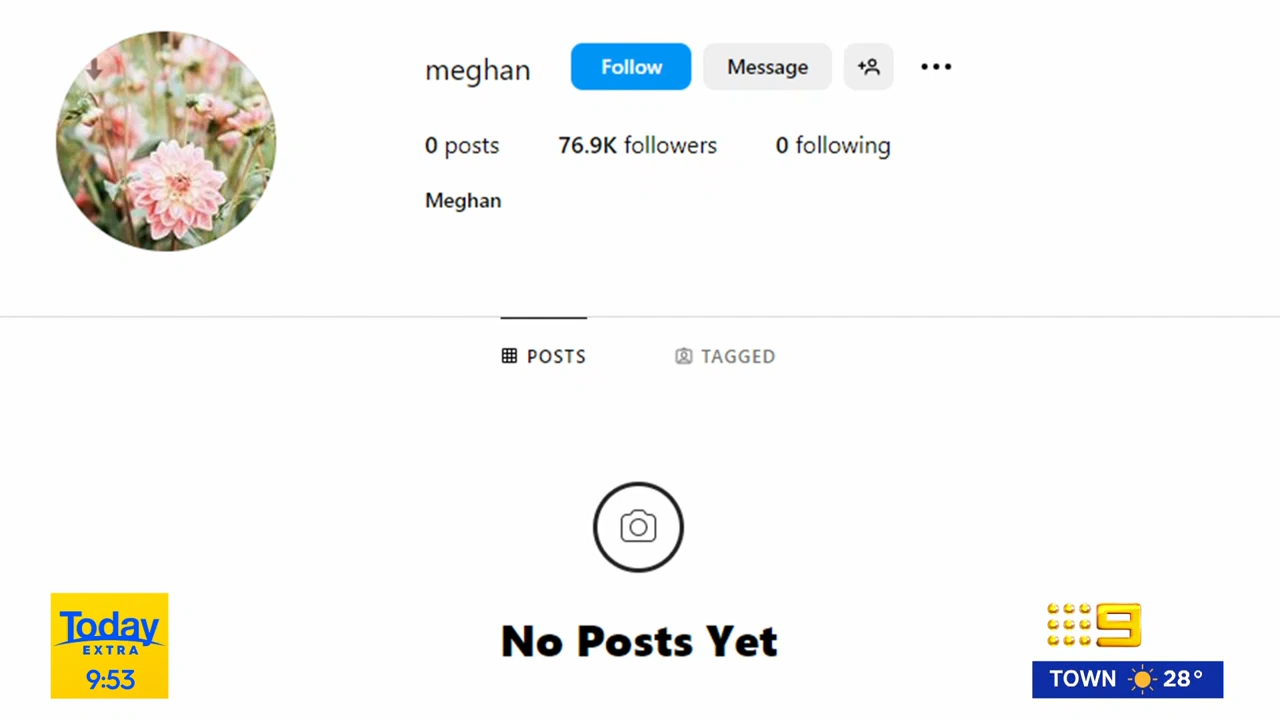 meghan Follow Message
0 posts 76.9K followers 0 following
Meghan
POSTS TAGGED
No Posts Yet
Today
EXTRA
9:53
9
TOWN 28°